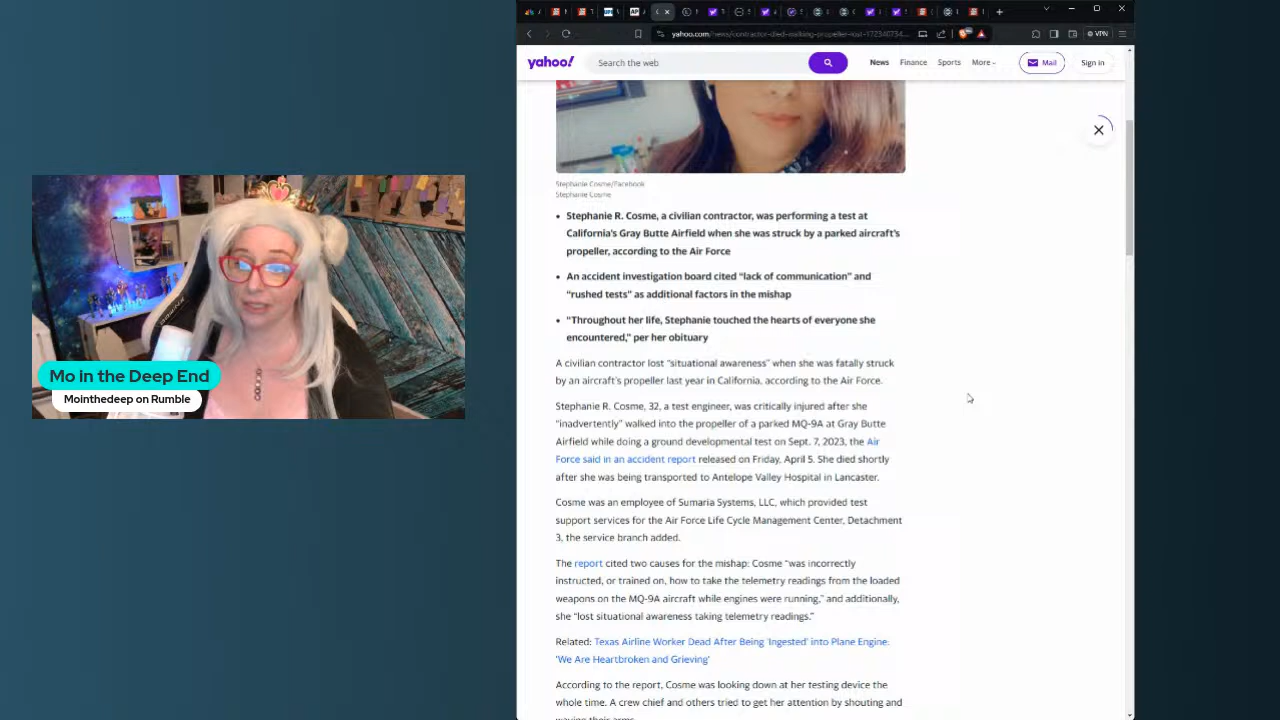 yahoo.com/news/contractor-died-walking-propeller-lost-172340734...
VPN
yahoo!
Search the web
News
Finance
Sports
More
Mail
Sign in
Stephanie Cosme/Facebook
Stephanie Cosme
• Stephanie R. Cosme, a civilian contractor, was performing a test at
California's Gray Butte Airfield when she was struck by a parked aircraft's
propeller, according to the Air Force
• An accident investigation board cited "lack of communication" and
"rushed tests" as additional factors in the mishap
• "Throughout her life, Stephanie touched the hearts of everyone she
encountered," per her obituary
A civilian contractor lost "situational awareness" when she was fatally struck
by an aircraft's propeller last year in California, according to the Air Force.
Stephanie R. Cosme, 32, a test engineer, was critically injured after she
"inadvertently" walked into the propeller of a parked MQ-9A at Gray Butte
Airfield while doing a ground developmental test on Sept. 7, 2023, the Air
Force said in an accident report released on Friday, April 5. She died shortly
after she was being transported to Antelope Valley Hospital in Lancaster.
Cosme was an employee of Sumaria Systems, LLC, which provided test
support services for the Air Force Life Cycle Management Center, Detachment
3, the service branch added.
The report cited two causes for the mishap: Cosme "was incorrectly
instructed, or trained on, how to take the telemetry readings from the loaded
weapons on the MQ-9A aircraft while engines were running," and additionally,
she "lost situational awareness taking telemetry readings."
Related: Texas Airline Worker Dead After Being 'Ingested' into Plane Engine:
'We Are Heartbroken and Grieving'
According to the report, Cosme was looking down at her testing device the
whole time. A crew chief and others tried to get her attention by shouting and
waving their arms
Mo in the Deep End
Mointhedeep on Rumble